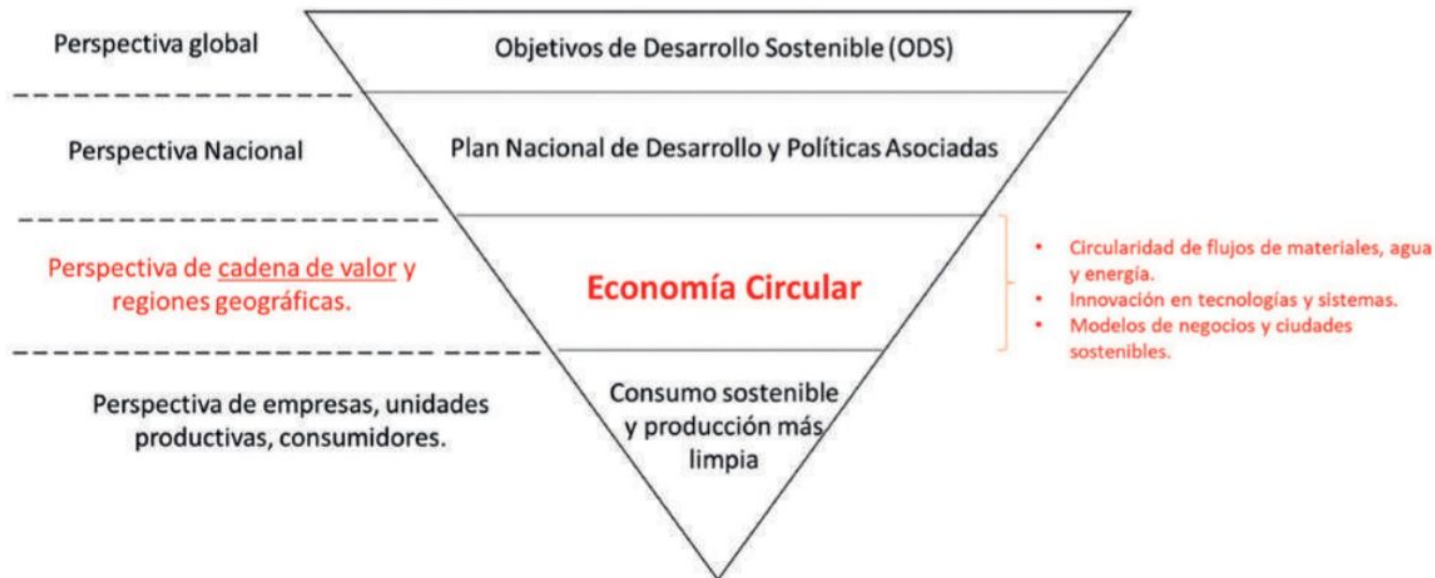 Perspectiva global
Objetivos de Desarrollo Sostenible (ODS)
Perspectiva Nacional
Plan Nacional de Desarrollo y Políticas Asociadas
Perspectiva de cadena de valor y
regiones geográficas.
Economía Circular
• Circularidad de flujos de materiales, agua
y energía.
• Innovación en tecnologías y sistemas.
• Modelos de negocios y ciudades
sostenibles.
Perspectiva de empresas, unidades
productivas, consumidores.
Consumo sostenible
y producción más
limpia